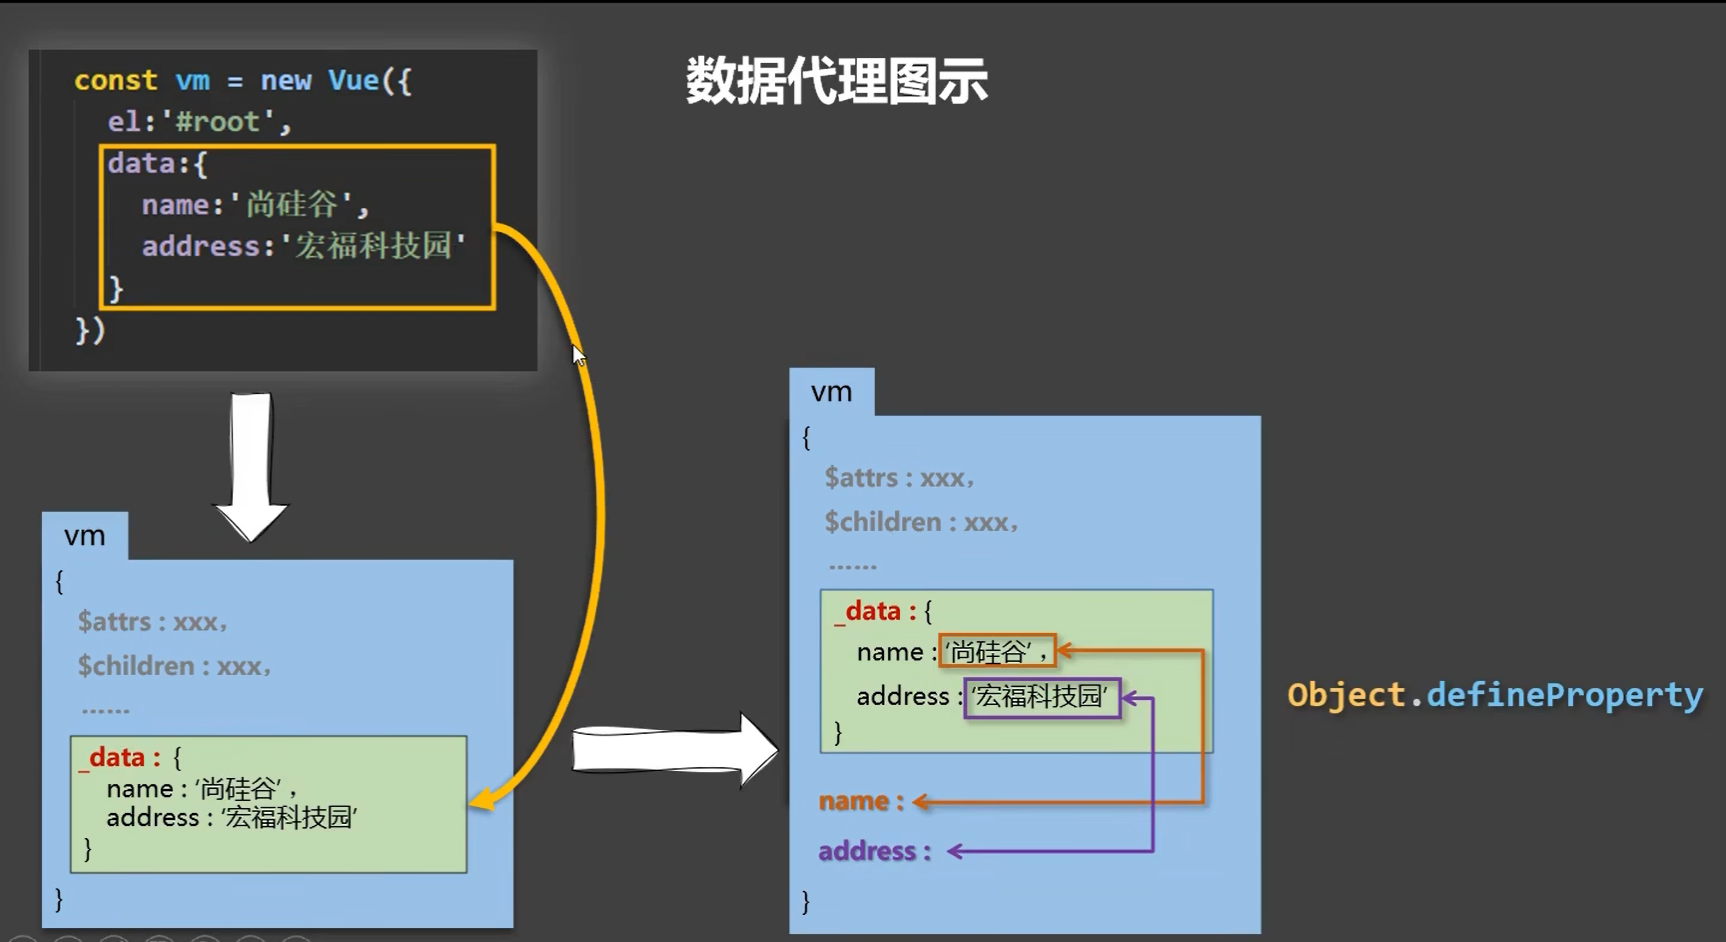 数据代理图示
const vm = new Vue({
el:'#root',
data:{
name:'尚硅谷',
address:'宏福科技园'
}
})
vm
{
$attrs : xxx,
$children : xxx,
......
_data : {
name : ‘尚硅谷’ ,
address : ‘宏福科技园’
}
}
vm
{
$attrs : xxx,
$children : xxx,
......
_data : {
name : ‘尚硅谷’ ,
address : ‘宏福科技园’
}
name :
address :
}
Object.defineProperty